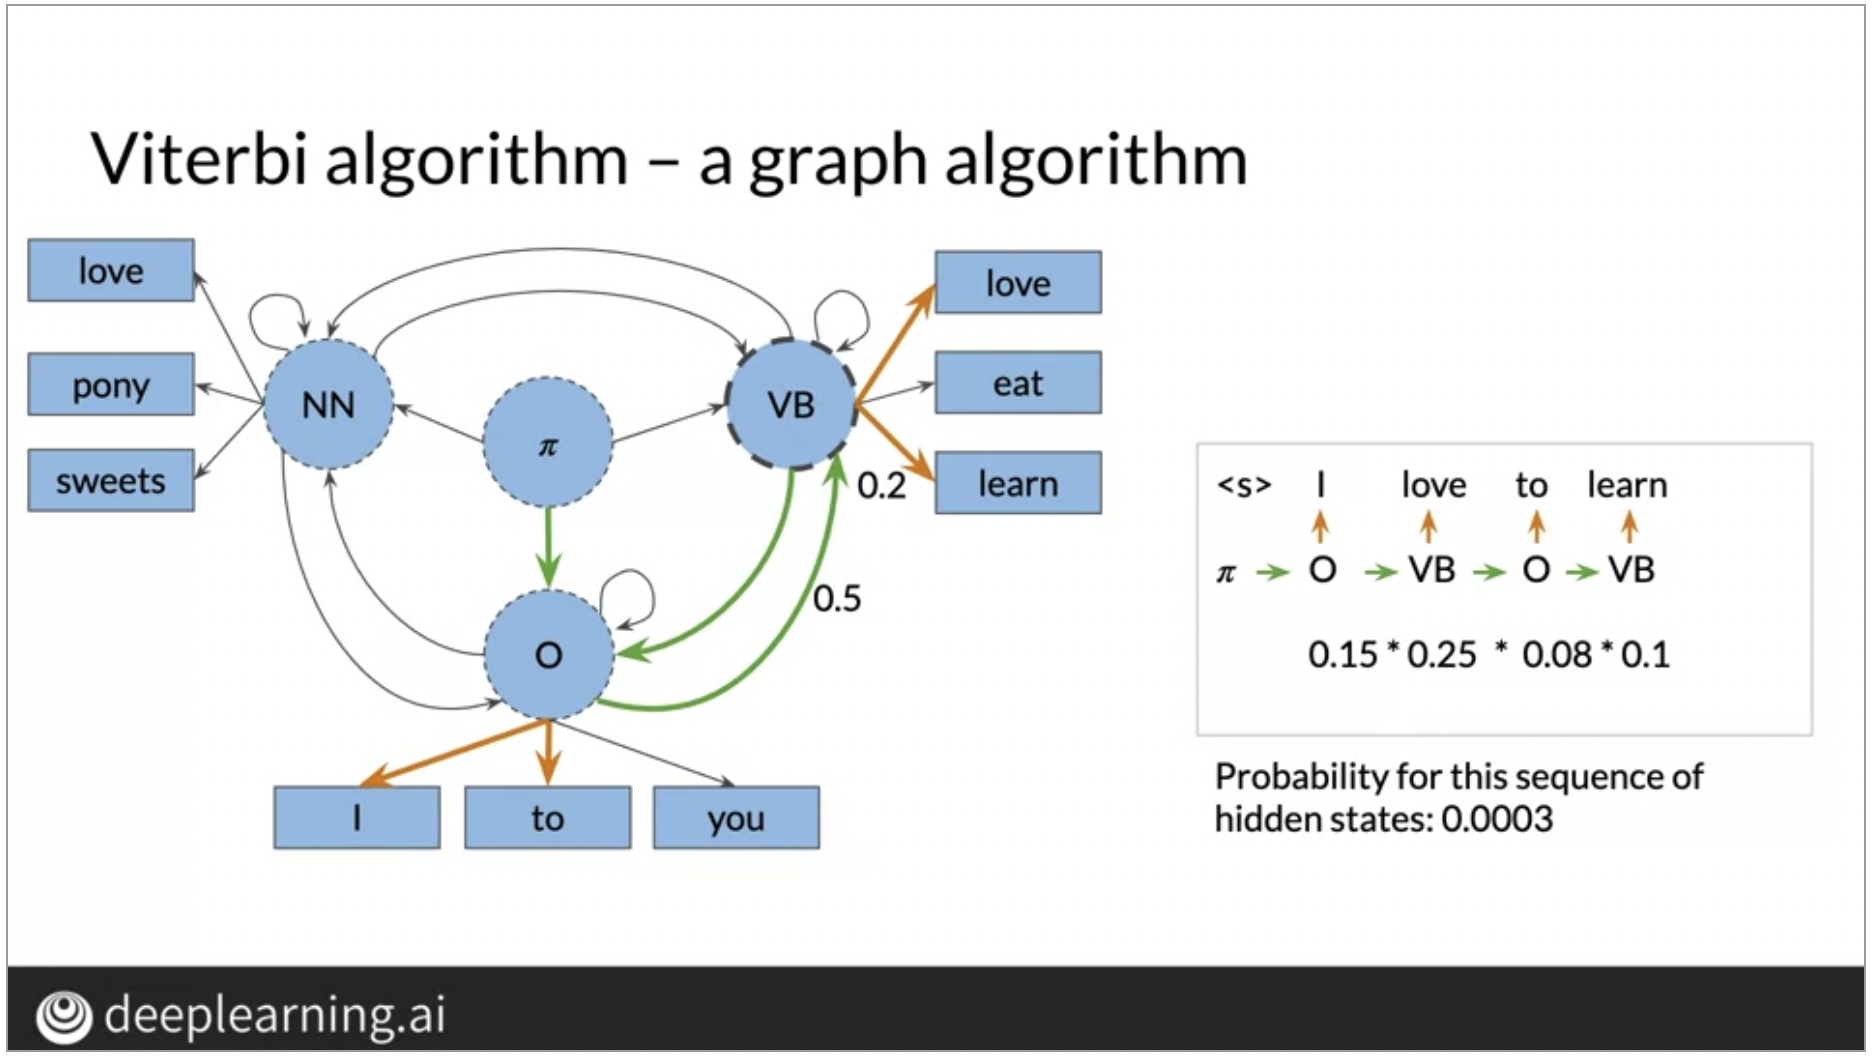 Viterbi algorithm – a graph algorithm
love
pony
sweets
NN
π
VB
O
love
eat
learn
0.2
0.5
I
to
you
<s> I love to learn
π O VB O VB
0.15 * 0.25 * 0.08 * 0.1
Probability for this sequence of
hidden states: 0.0003
deeplearning.ai